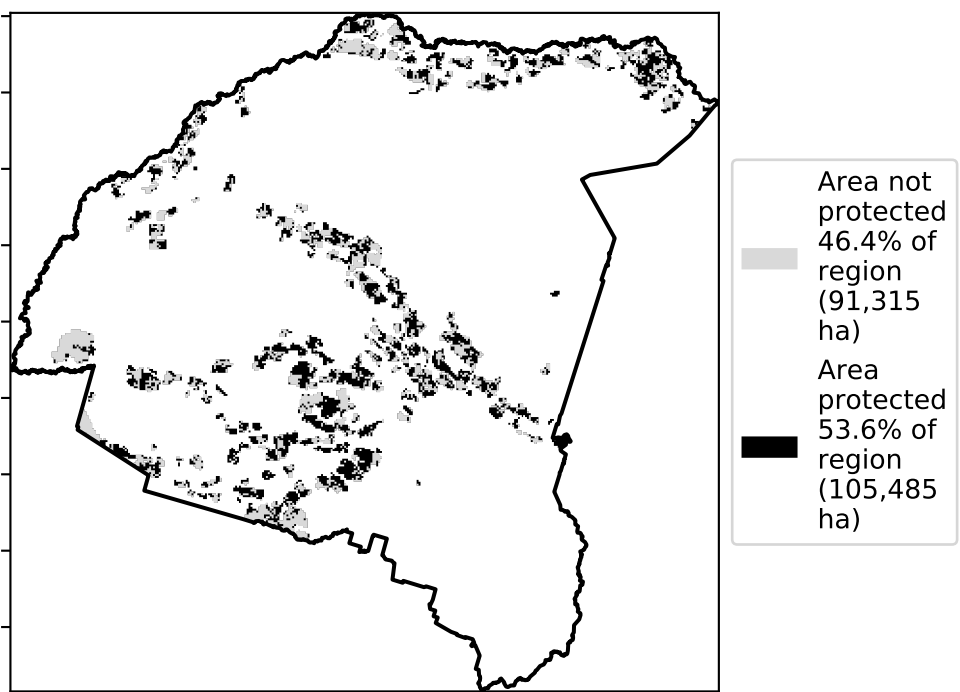 Area not
protected
46.4% of
region
(91,315
ha)
Area
protected
53.6% of
region
(105,485
ha)